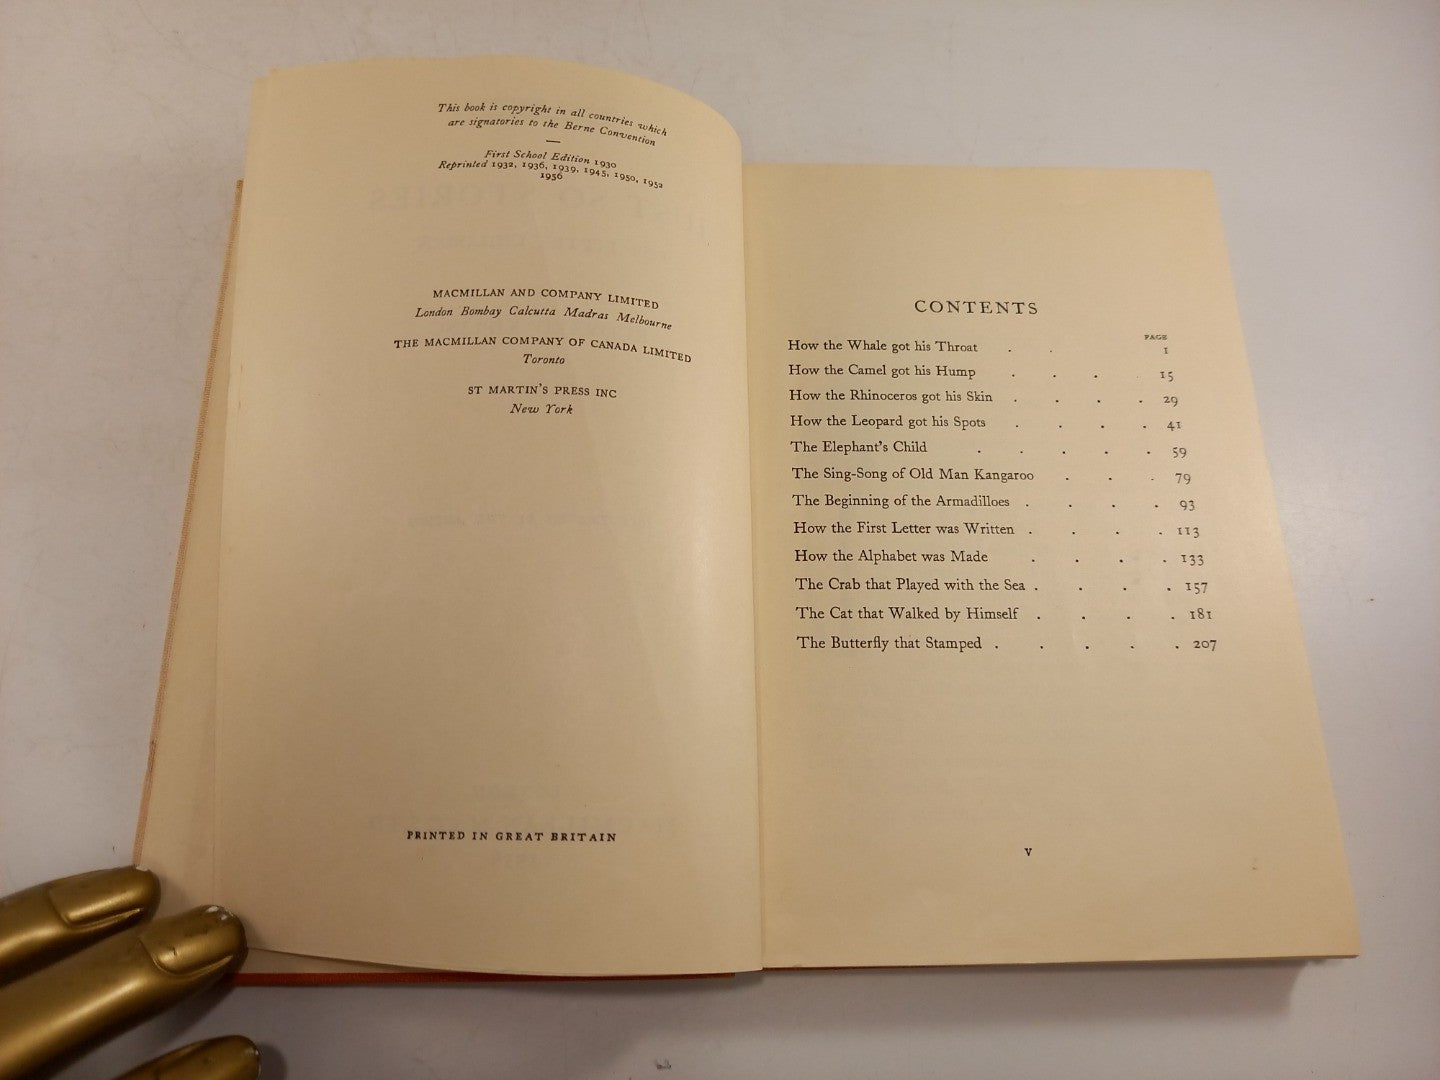 This book is copyright in all countries which
are signatories to the Berne Convention
First School Edition 1930
Reprinted 1932, 1936, 1939, 1945, 1950, 1952
1956
MACMILLAN AND COMPANY LIMITED
London Bombay Calcutta Madras Melbourne
THE MACMILLAN COMPANY OF CANADA LIMITED
Toronto
ST MARTIN'S PRESS INC
New York
PRINTED IN GREAT BRITAIN
CONTENTS
PAGE
How the Whale got his Throat . . 1
How the Camel got his Hump . . . . 15
How the Rhinoceros got his Skin . . . . 29
How the Leopard got his Spots . . . . 41
The Elephant's Child . . . . . 59
The Sing-Song of Old Man Kangaroo . . . 79
The Beginning of the Armadilloes . . . . 93
How the First Letter was Written . . . . 113
How the Alphabet was Made . . . . 133
The Crab that Played with the Sea . . . . 157
The Cat that Walked by Himself . . . . 181
The Butterfly that Stamped . . . . . 207
v